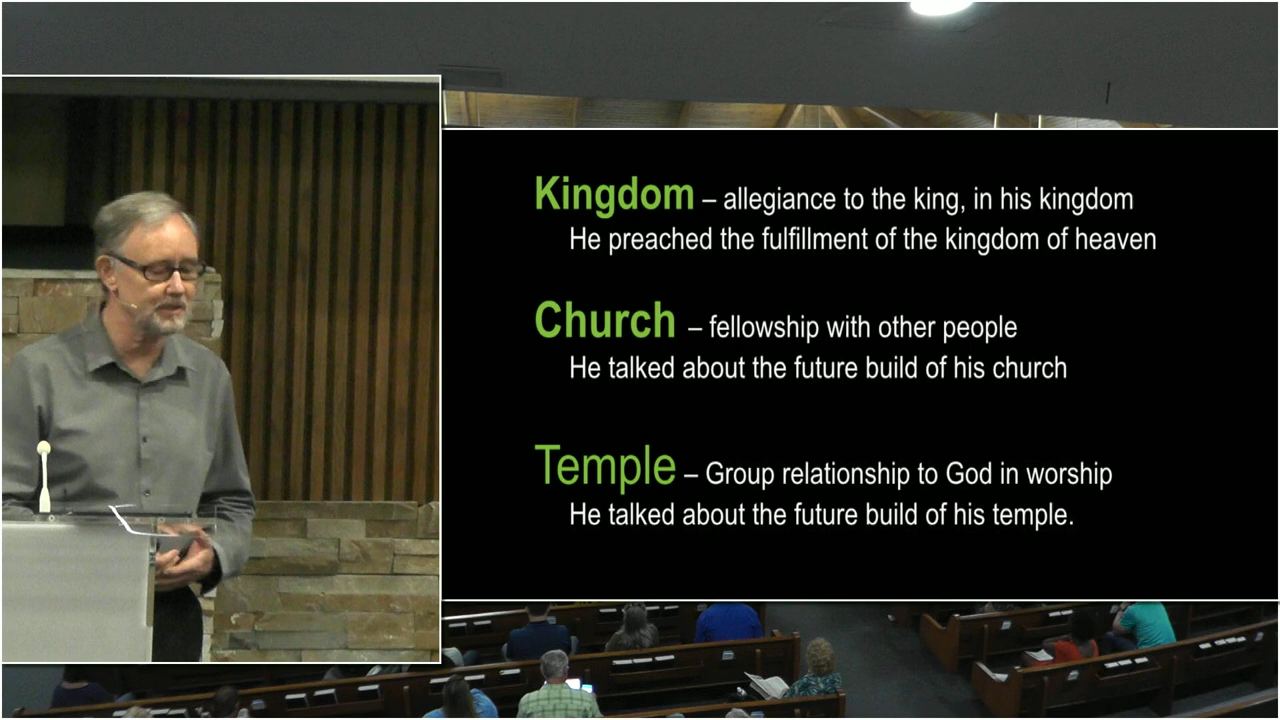 Kingdom – allegiance to the king, in his kingdom
He preached the fulfillment of the kingdom of heaven
Church – fellowship with other people
He talked about the future build of his church
Temple – Group relationship to God in worship
He talked about the future build of his temple.